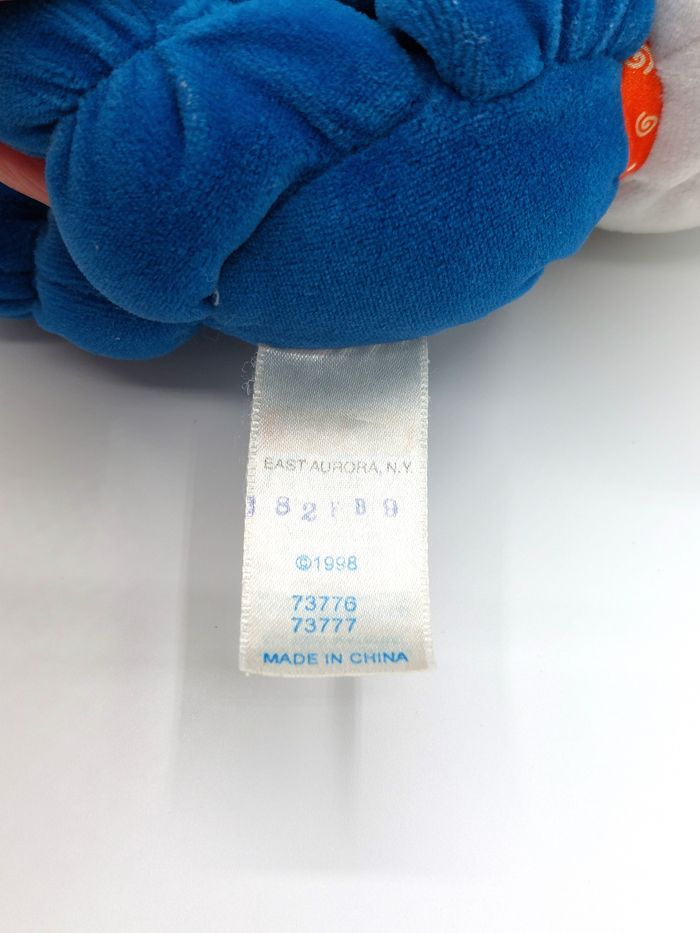 EAST AURORA, N.Y.
©1998
73776
73777
MADE IN CHINA